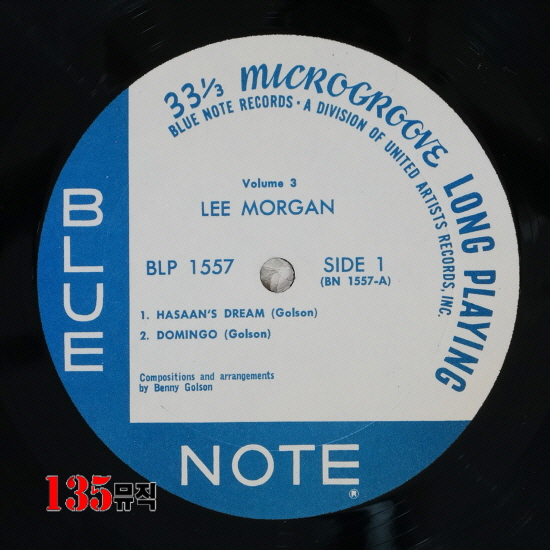 33 1/3 MICROGROOVE LONG PLAYING
BLUE NOTE RECORDS • A DIVISION OF UNITED ARTISTS RECORDS, INC.
Volume 3
LEE MORGAN
BLP 1557
SIDE 1
(BN 1557-A)
1. HASAAN'S DREAM (Golson)
2. DOMINGO (Golson)
Compositions and arrangements
by Benny Golson
BLUE
NOTE
®
135뮤직